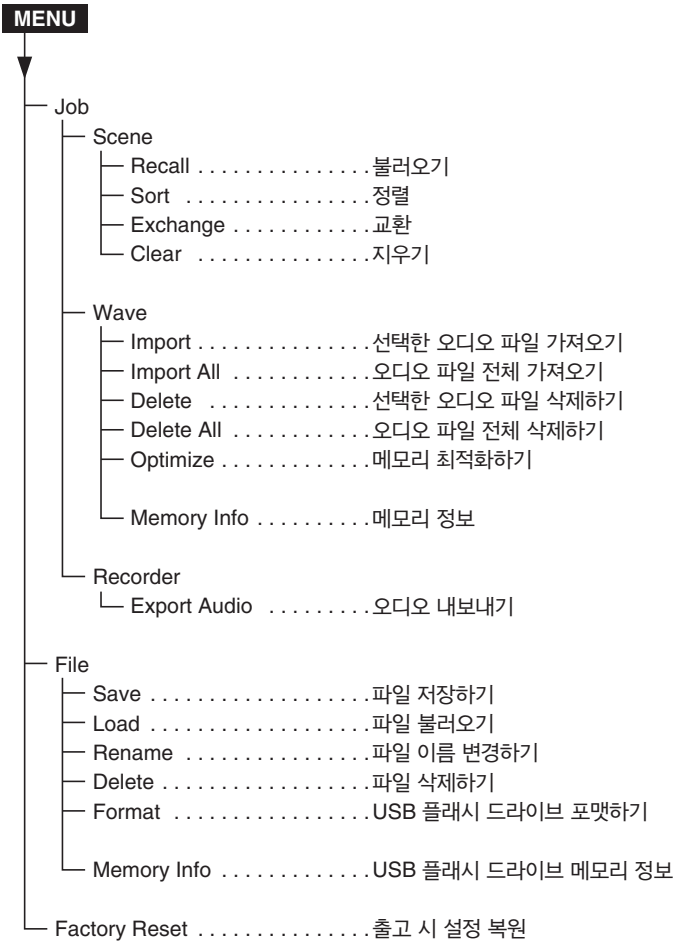 MENU
Job
Scene
Recall . . . . . . . . . . . . . . . 불러오기
Sort . . . . . . . . . . . . . . . . 정렬
Exchange . . . . . . . . . . . . 교환
Clear . . . . . . . . . . . . . . . 지우기
Wave
Import . . . . . . . . . . . . . . . 선택한 오디오 파일 가져오기
Import All . . . . . . . . . . . . 오디오 파일 전체 가져오기
Delete . . . . . . . . . . . . . . 선택한 오디오 파일 삭제하기
Delete All . . . . . . . . . . . . 오디오 파일 전체 삭제하기
Optimize . . . . . . . . . . . . . 메모리 최적화하기
Memory Info . . . . . . . . . . 메모리 정보
Recorder
Export Audio . . . . . . . . . 오디오 내보내기
File
Save . . . . . . . . . . . . . . . . . . . 파일 저장하기
Load . . . . . . . . . . . . . . . . . . . 파일 불러오기
Rename . . . . . . . . . . . . . . . . 파일 이름 변경하기
Delete . . . . . . . . . . . . . . . . . . 파일 삭제하기
Format . . . . . . . . . . . . . . . . . USB 플래시 드라이브 포맷하기
Memory Info . . . . . . . . . . . . . USB 플래시 드라이브 메모리 정보
Factory Reset . . . . . . . . . . . . . . . 출고 시 설정 복원